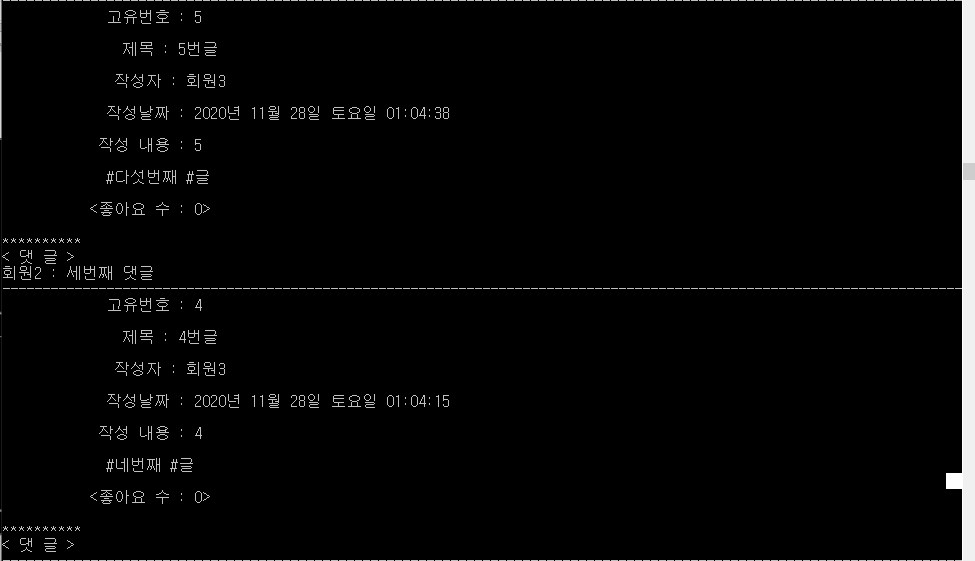 고유번호 : 5
제목 : 5번글
작성자 : 회원3
작성날짜 : 2020년 11월 28일 토요일 01:04:38
작성 내용 : 5
#다섯번째 #글
<좋아요 수 : 0>
**********
< 댓 글 >
회원2 : 세번째 댓글
고유번호 : 4
제목 : 4번글
작성자 : 회원3
작성날짜 : 2020년 11월 28일 토요일 01:04:15
작성 내용 : 4
#네번째 #글
<좋아요 수 : 0>
**********
< 댓 글 >